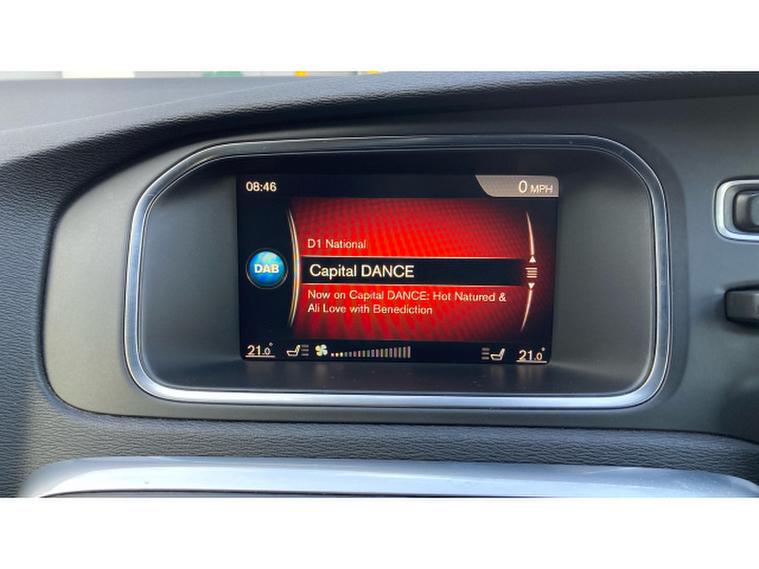 08:46
0 MPH
D1 National
DAB
Capital DANCE
Now on Capital DANCE: Hot Natured &
Ali Love with Benediction
21.0° 21.0°